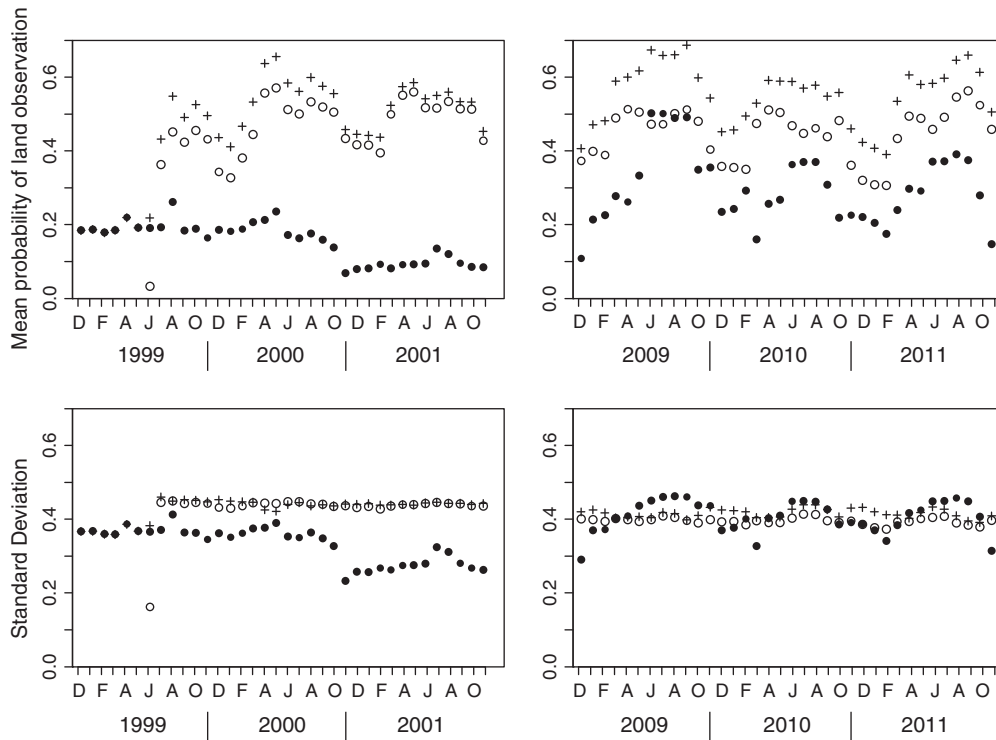 Mean probability of land observation
0.0 0.2 0.4 0.6
D F A J A O D F A J A O D F A J A O
1999 2000 2001
0.0 0.2 0.4 0.6
D F A J A O D F A J A O D F A J A O
2009 2010 2011
Standard Deviation
0.0 0.2 0.4 0.6
D F A J A O D F A J A O D F A J A O
1999 2000 2001
0.0 0.2 0.4 0.6
D F A J A O D F A J A O D F A J A O
2009 2010 2011